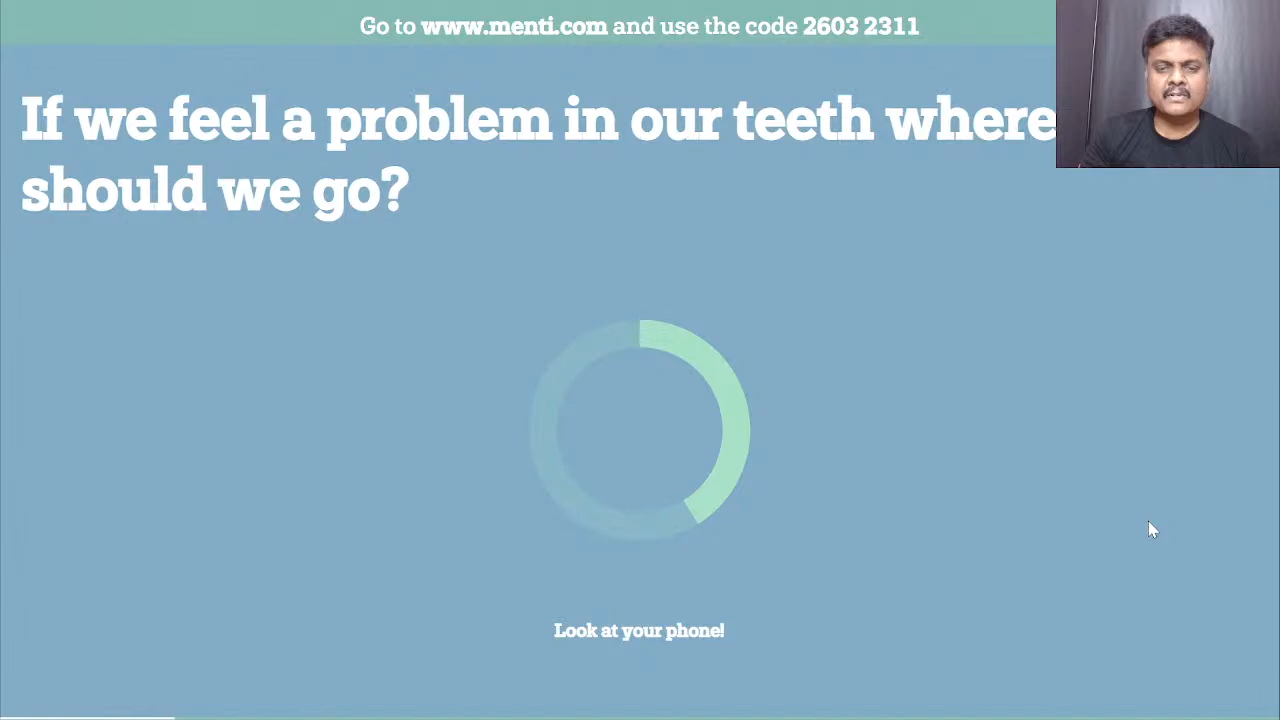 Go to www.menti.com and use the code 2603 2311
If we feel a problem in our teeth where
should we go?
Look at your phone!